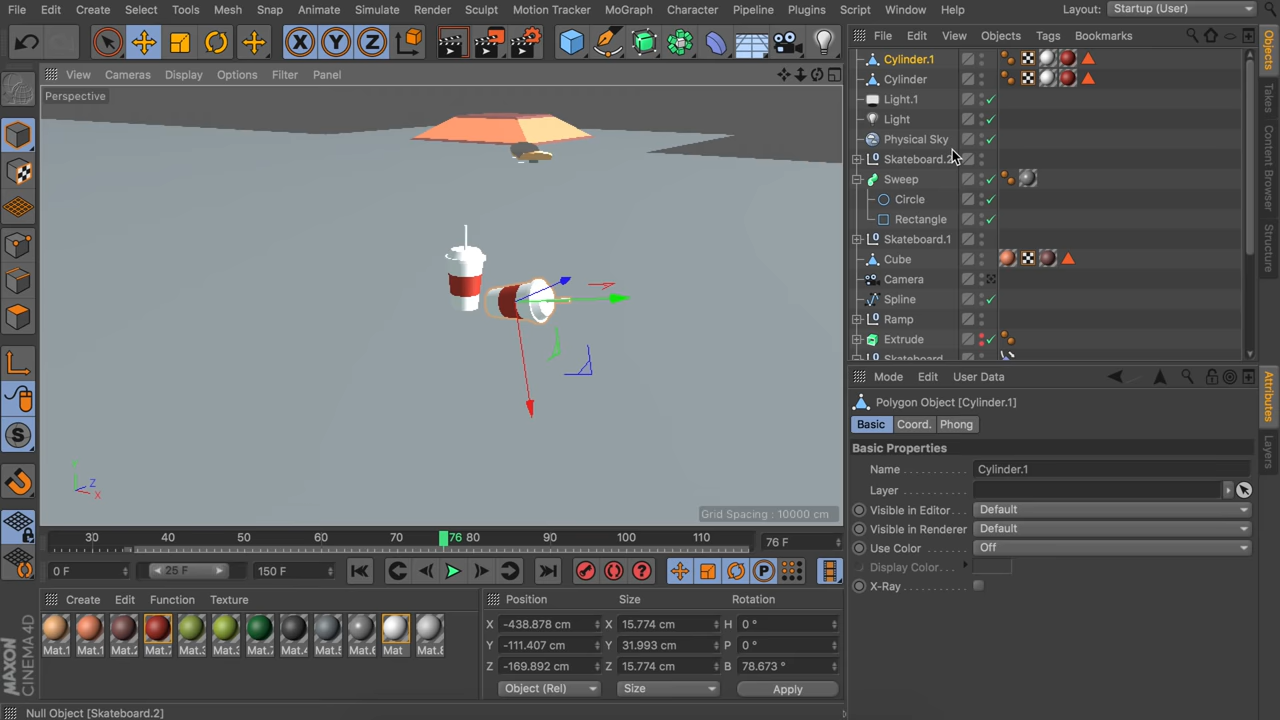 File Edit Create Select Tools Mesh Snap Animate Simulate Render Sculpt Motion Tracker MoGraph Character Pipeline Plugins Script Window Help Layout: Startup (User)
File Edit View Objects Tags Bookmarks
View Cameras Display Options Filter Panel
Perspective
Cylinder.1
Cylinder
Light.1
Light
Physical Sky
Skateboard.2
Sweep
Circle
Rectangle
Skateboard.1
Cube
Camera
Spline
Ramp
Extrude
Skateboard
Objects
Takes
Content Browser
Structure
Y
Z
X
Grid Spacing : 10000 cm
Mode Edit User Data
Polygon Object [Cylinder.1]
Basic Coord. Phong
Basic Properties
Name Cylinder.1
Layer
Visible in Editor Default
Visible in Renderer Default
Use Color Off
Display Color
X-Ray
Attributes
Layers
30 40 50 60 70 76 80 90 100 110 76 F
0 F 25 F 150 F
Create Edit Function Texture
Mat.1 Mat.1 Mat.2 Mat.7 Mat.3 Mat.3 Mat.7 Mat.4 Mat.5 Mat.6 Mat Mat.8
Position Size Rotation
X -438.878 cm X 15.774 cm H 0 °
Y -111.407 cm Y 31.993 cm P 0 °
Z -169.892 cm Z 15.774 cm B 78.673 °
Object (Rel) Size Apply
MAXON
CINEMA 4D
Null Object [Skateboard.2]